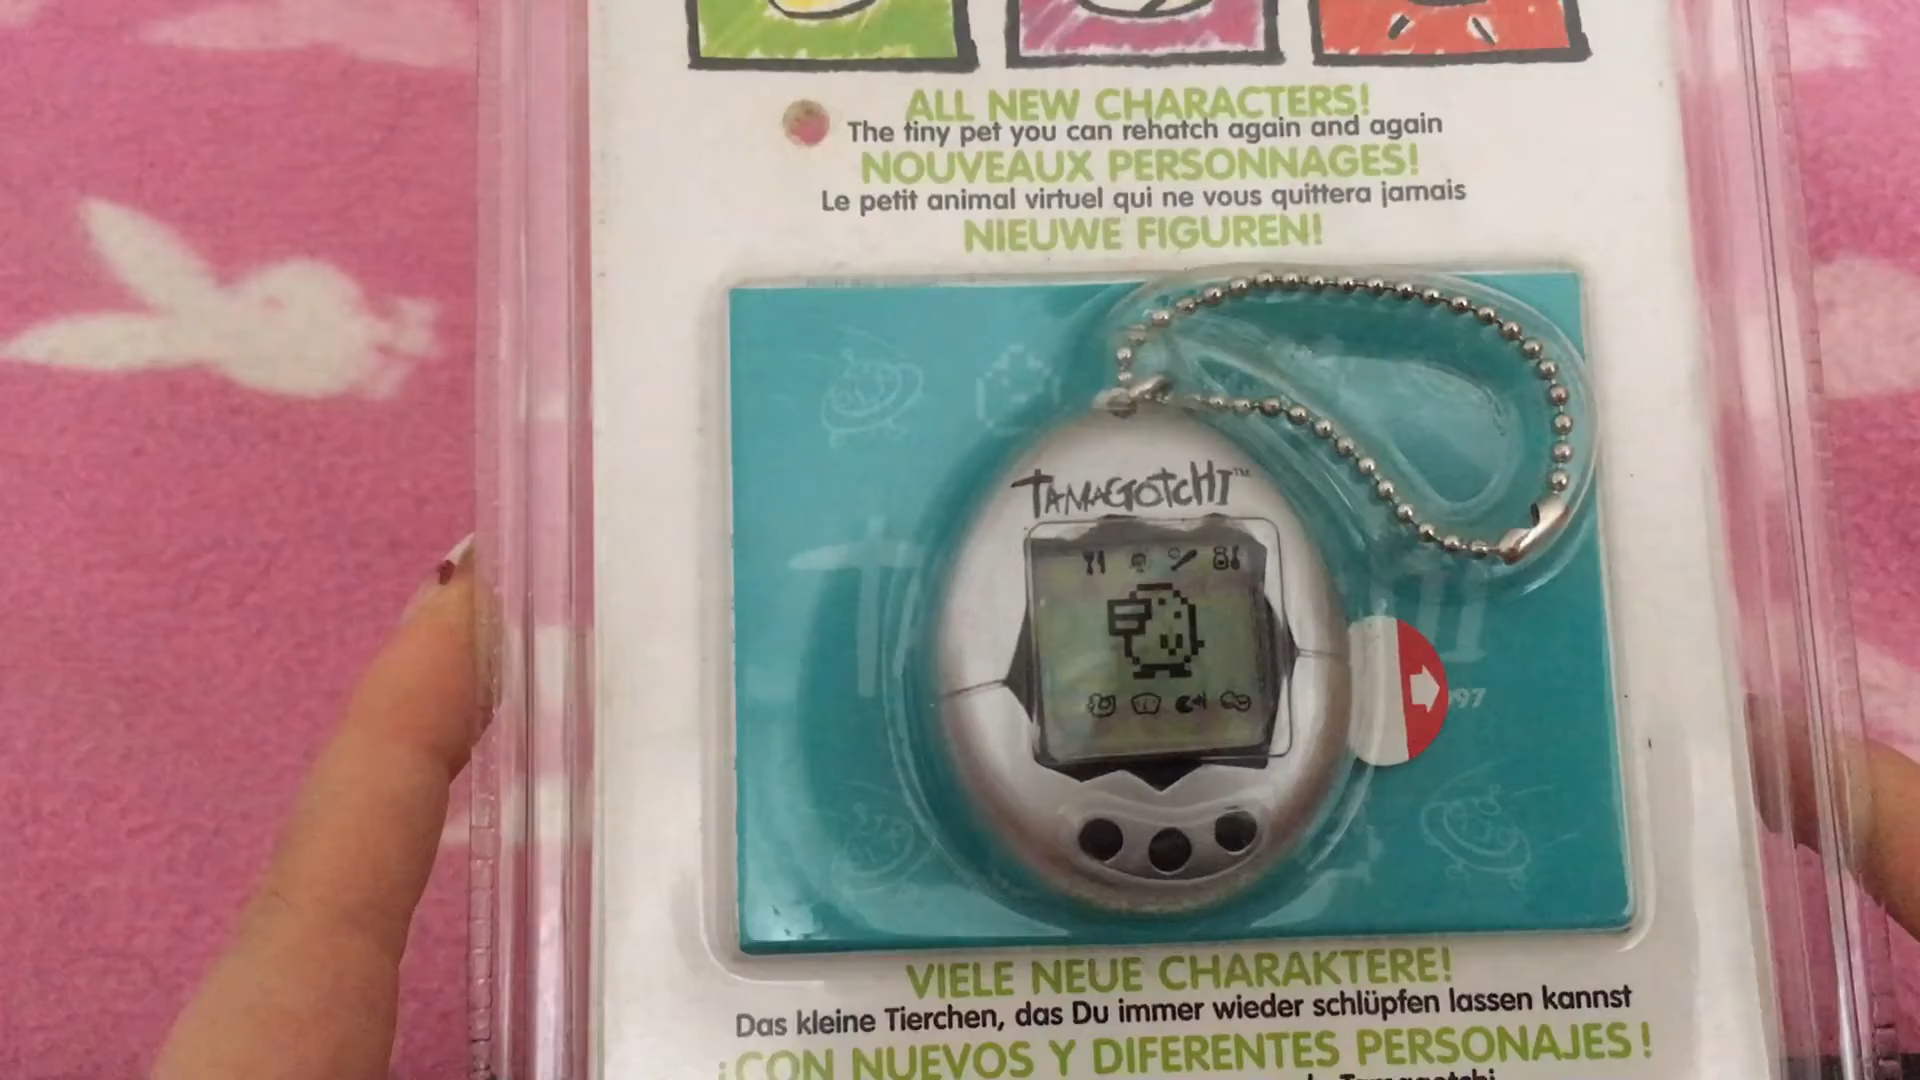 ALL NEW CHARACTERS!
The tiny pet you can rehatch again and again
NOUVEAUX PERSONNAGES!
Le petit animal virtuel qui ne vous quittera jamais
NIEUWE FIGUREN!
TAMAGOTCHI™
97
VIELE NEUE CHARAKTERE!
Das kleine Tierchen, das Du immer wieder schlüpfen lassen kannst
¡CON NUEVOS Y DIFERENTES PERSONAJES!
Tamagotchi